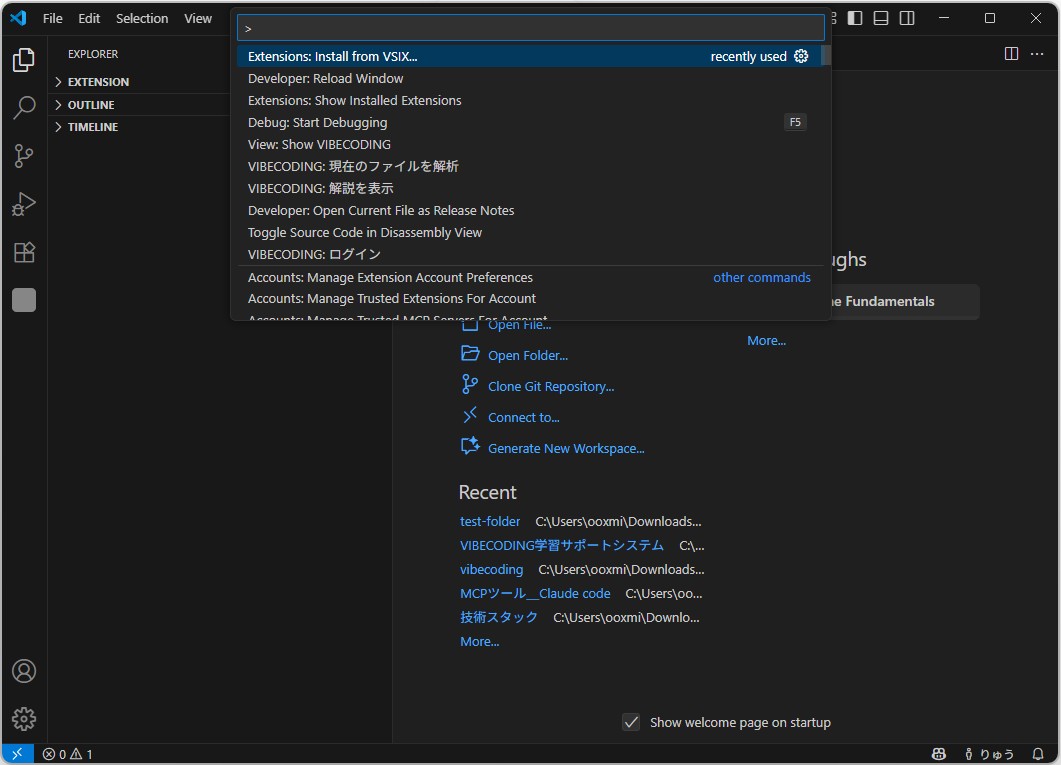 File Edit Selection View
>
EXPLORER
EXTENSION
OUTLINE
TIMELINE
Extensions: Install from VSIX... recently used
Developer: Reload Window
Extensions: Show Installed Extensions
Debug: Start Debugging F5
View: Show VIBECODING
VIBECODING: 現在のファイルを解析
VIBECODING: 解説を表示
Developer: Open Current File as Release Notes
Toggle Source Code in Disassembly View
VIBECODING: ログイン
Accounts: Manage Extension Account Preferences other commands
Accounts: Manage Trusted Extensions For Account
Accounts: Manage Trusted MCP Servers For Account
ughs
e Fundamentals
More...
Open File...
Open Folder...
Clone Git Repository...
Connect to...
Generate New Workspace...
Recent
test-folder C:\Users\ooxmi\Downloads...
VIBECODING学習サポートシステム C:\...
vibecoding C:\Users\ooxmi\Downloads...
MCPツール__Claude code C:\Users\oo...
技術スタック C:\Users\ooxmi\Downlo...
More...
Show welcome page on startup
0 1 りゅう